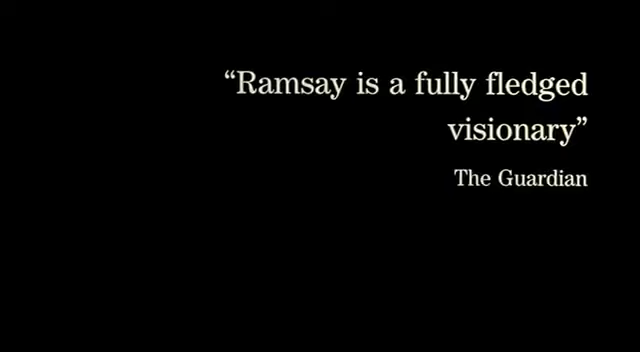 “Ramsay is a fully fledged
visionary”
The Guardian